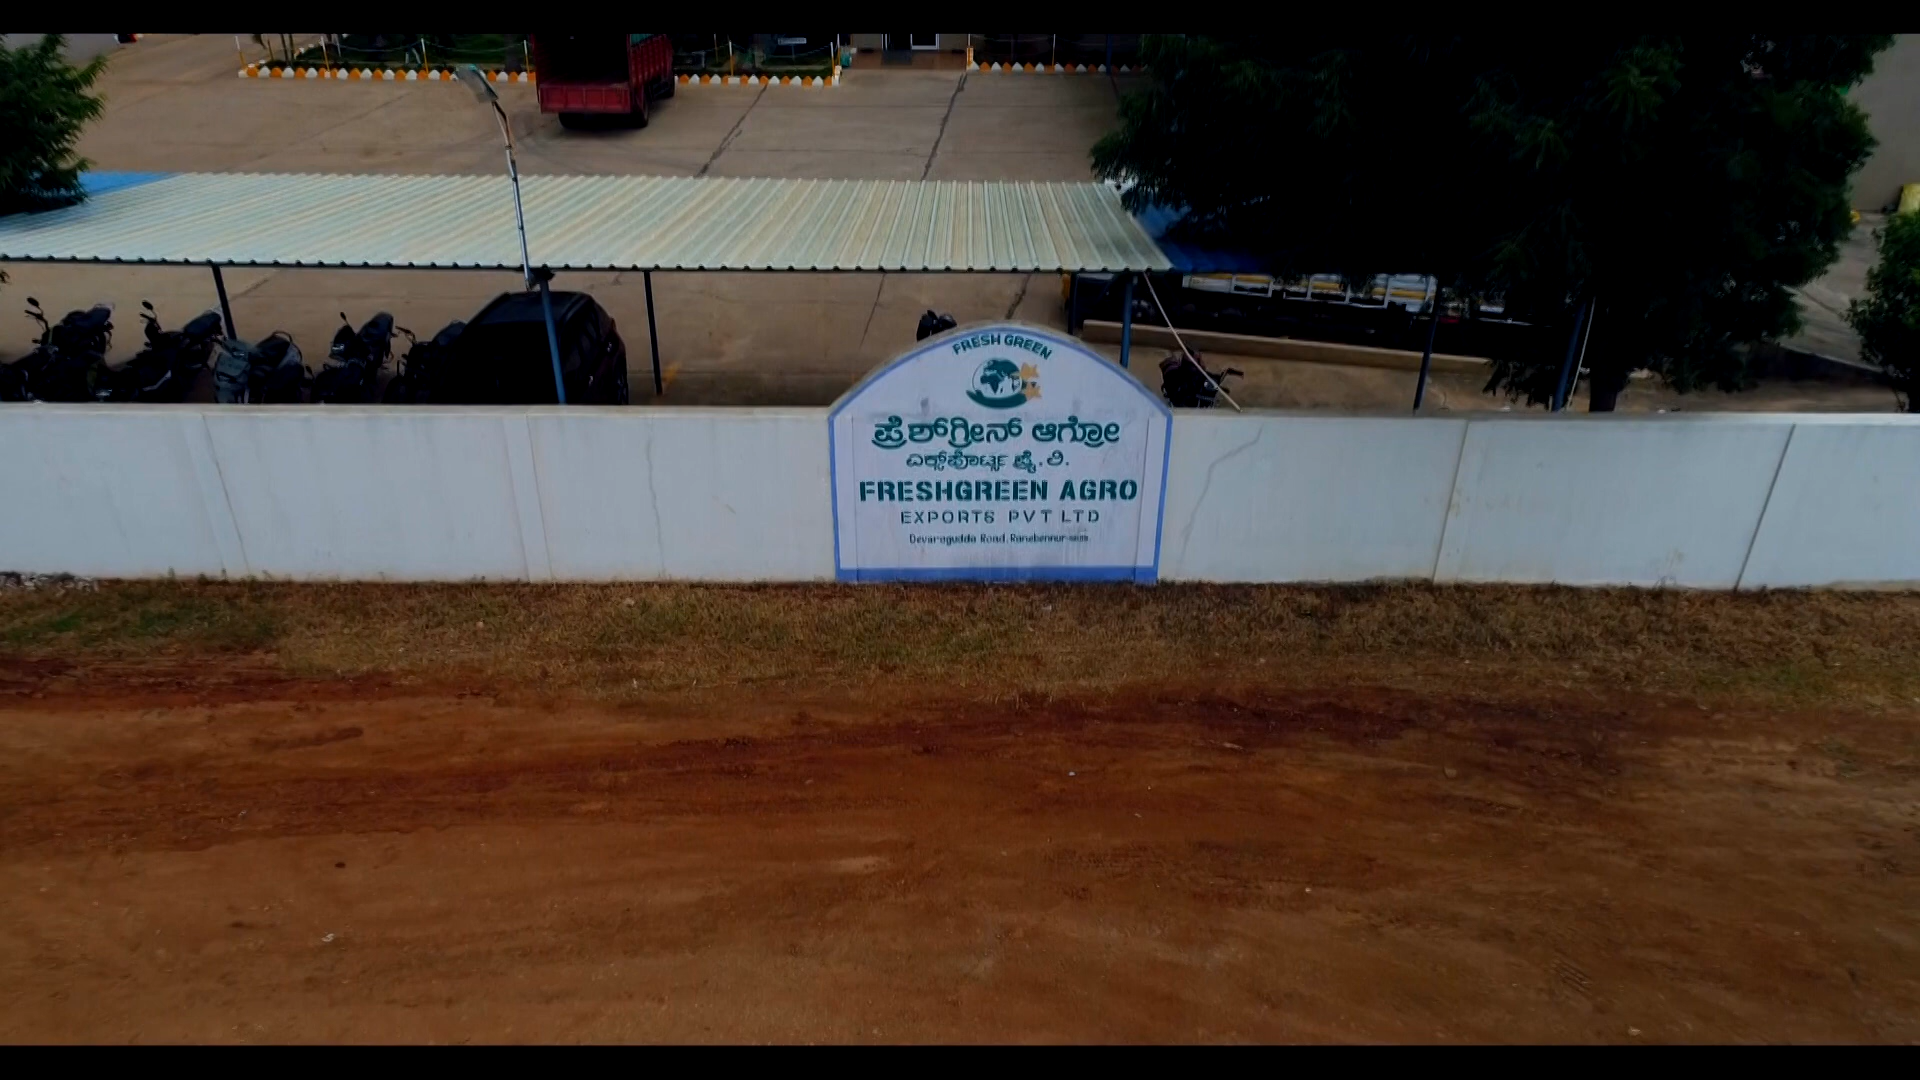 FRESH GREEN
ಫ್ರೆಶ್‌ಗ್ರೀನ್ ಆಗ್ರೋ
ಎಕ್ಸ್‌ಪೋರ್ಟ್ಸ್ ಪ್ರೈ. ಲಿ.
FRESHGREEN AGRO
EXPORTS PVT LTD
Devaragudda Road, Ranebennur